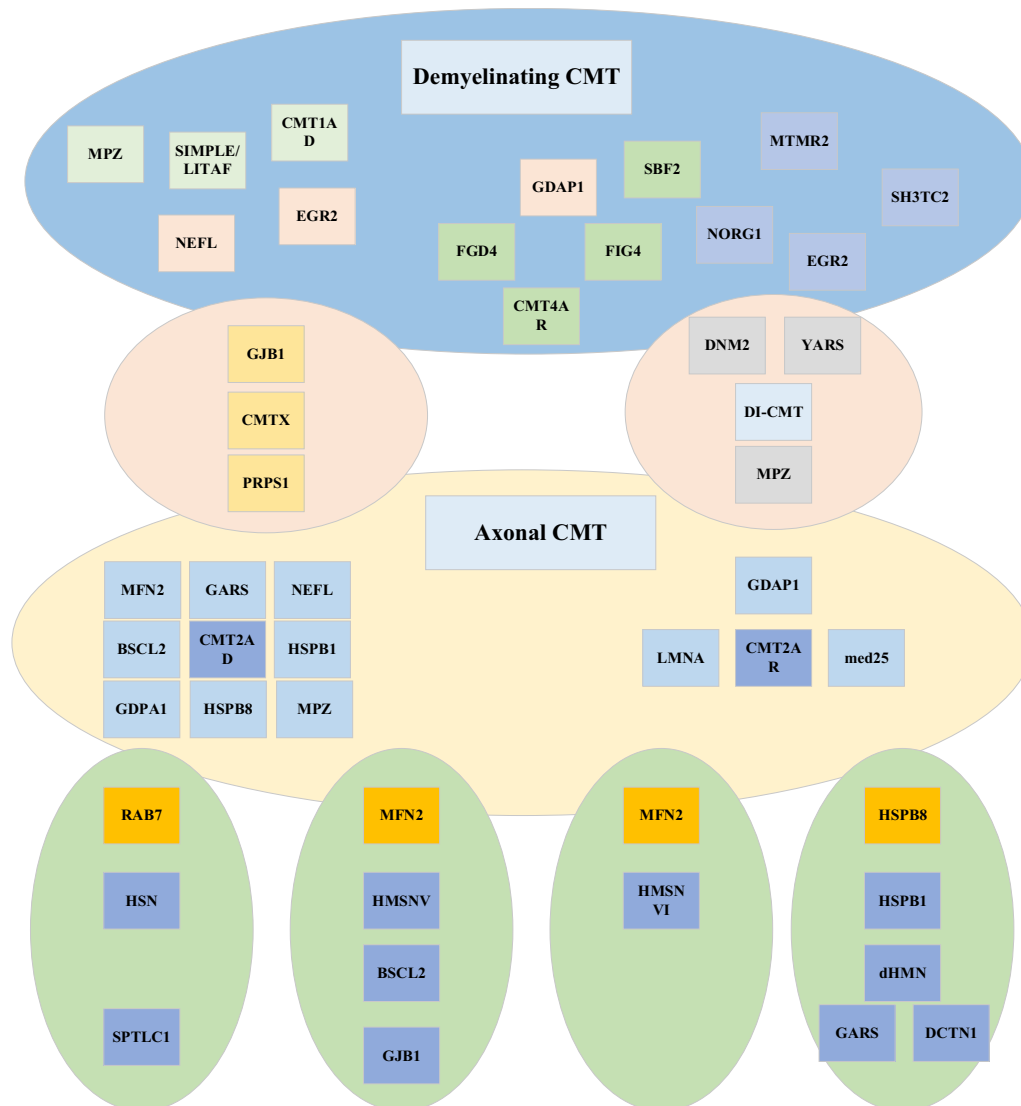 Demyelinating CMT
MPZ
SIMPLE/
LITAF
CMT1A
D
NEFL
EGR2
GDAP1
SBF2
MTMR2
SH3TC2
FGD4
FIG4
NORG1
EGR2
CMT4A
R
GJB1
CMTX
PRPS1
DNM2
YARS
DI-CMT
MPZ
Axonal CMT
MFN2
GARS
NEFL
BSCL2
CMT2A
D
HSPB1
GDPA1
HSPB8
MPZ
GDAP1
LMNA
CMT2A
R
med25
RAB7
HSN
SPTLC1
MFN2
HMSNV
BSCL2
GJB1
MFN2
HMSN
VI
HSPB8
HSPB1
dHMN
GARS
DCTN1